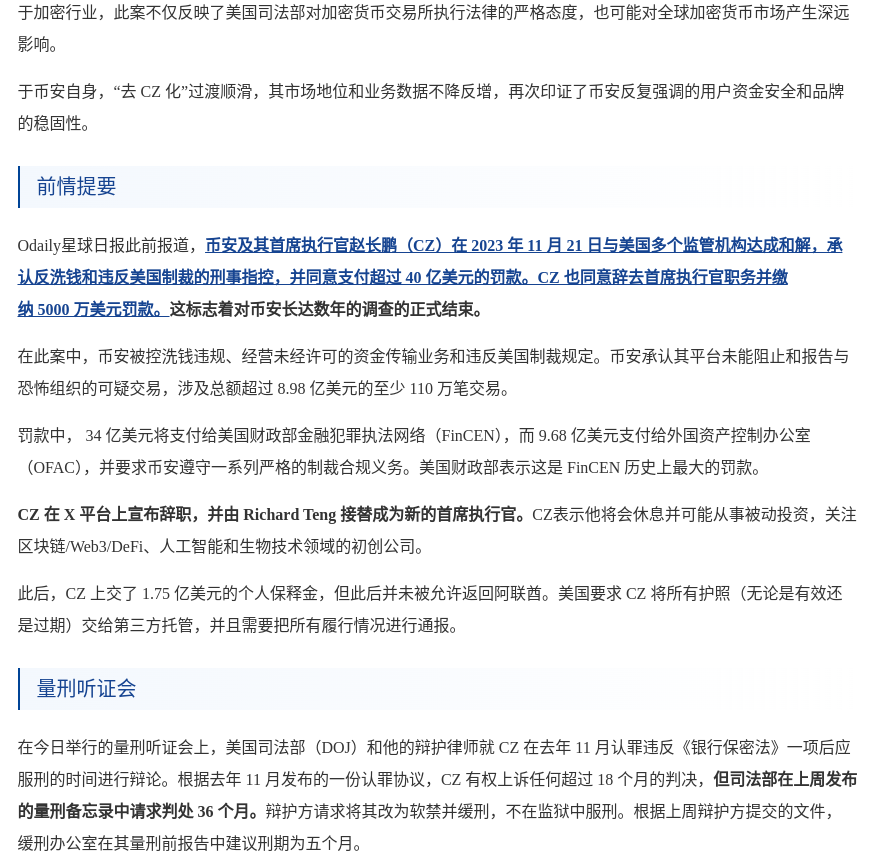 于加密行业，此案不仅反映了美国司法部对加密货币交易所执行法律的严格态度，也可能对全球加密货币市场产生深远
影响。
于币安自身，“去 CZ 化”过渡顺滑，其市场地位和业务数据不降反增，再次印证了币安反复强调的用户资金安全和品牌
的稳固性。
前情提要
Odaily星球日报此前报道，币安及其首席执行官赵长鹏（CZ）在 2023 年 11 月 21 日与美国多个监管机构达成和解，承
认反洗钱和违反美国制裁的刑事指控，并同意支付超过 40 亿美元的罚款。CZ 也同意辞去首席执行官职务并缴
纳 5000 万美元罚款。这标志着对币安长达数年的调查的正式结束。
在此案中，币安被控洗钱违规、经营未经许可的资金传输业务和违反美国制裁规定。币安承认其平台未能阻止和报告与
恐怖组织的可疑交易，涉及总额超过 8.98 亿美元的至少 110 万笔交易。
罚款中， 34 亿美元将支付给美国财政部金融犯罪执法网络（FinCEN），而 9.68 亿美元支付给外国资产控制办公室
（OFAC），并要求币安遵守一系列严格的制裁合规义务。美国财政部表示这是 FinCEN 历史上最大的罚款。
CZ 在 X 平台上宣布辞职，并由 Richard Teng 接替成为新的首席执行官。CZ表示他将会休息并可能从事被动投资，关注
区块链/Web3/DeFi、人工智能和生物技术领域的初创公司。
此后，CZ 上交了 1.75 亿美元的个人保释金，但此后并未被允许返回阿联酋。美国要求 CZ 将所有护照（无论是有效还
是过期）交给第三方托管，并且需要把所有履行情况进行通报。
量刑听证会
在今日举行的量刑听证会上，美国司法部（DOJ）和他的辩护律师就 CZ 在去年 11 月认罪违反《银行保密法》一项后应
服刑的时间进行辩论。根据去年 11 月发布的一份认罪协议，CZ 有权上诉任何超过 18 个月的判决，但司法部在上周发布
的量刑备忘录中请求判处 36 个月。辩护方请求将其改为软禁并缓刑，不在监狱中服刑。根据上周辩护方提交的文件，
缓刑办公室在其量刑前报告中建议刑期为五个月。